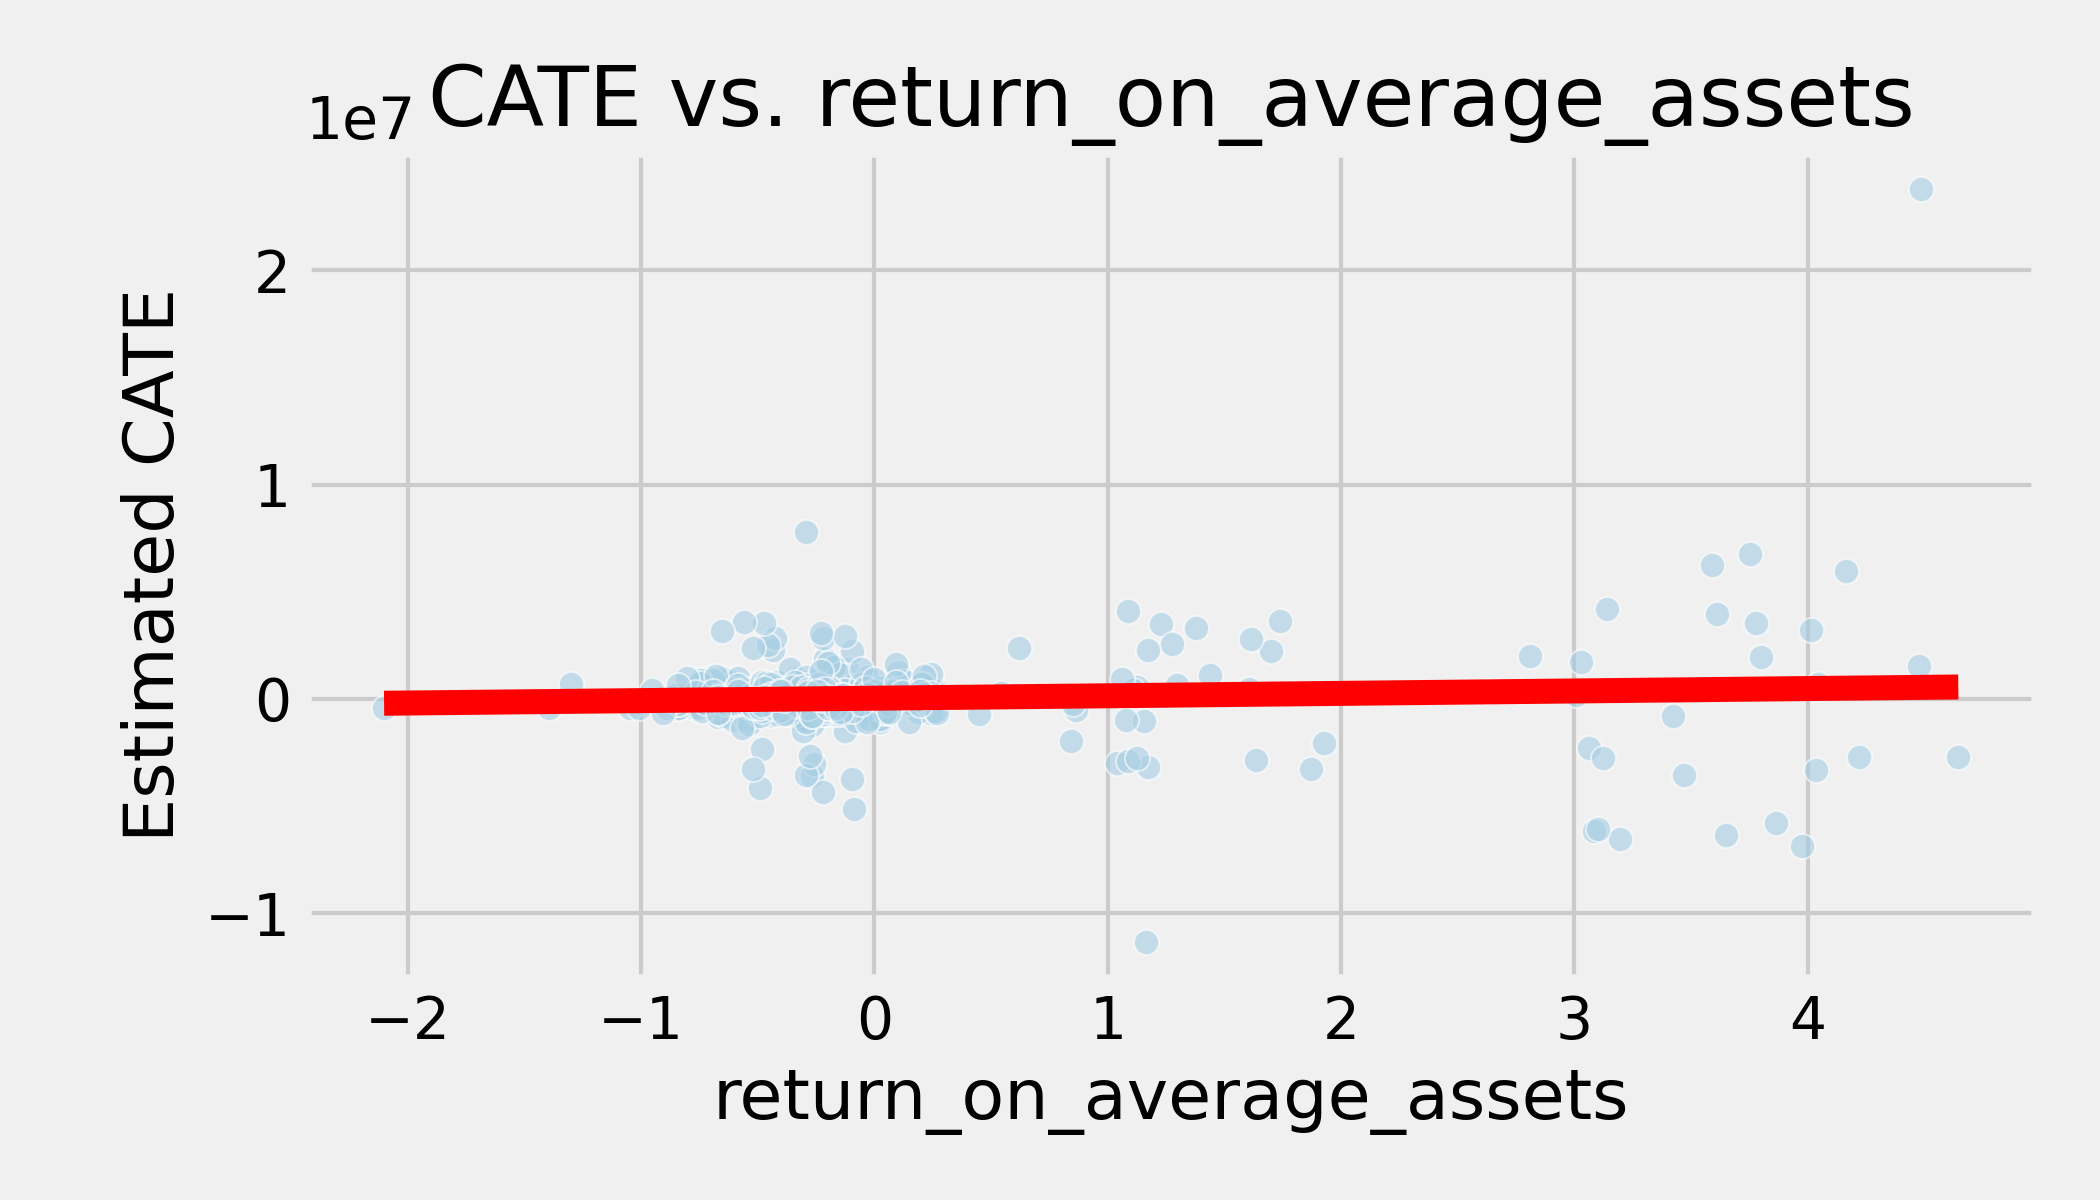 CATE vs. return_on_average_assets
1e7
2
1
0
−1
Estimated CATE
−2 −1 0 1 2 3 4
return_on_average_assets